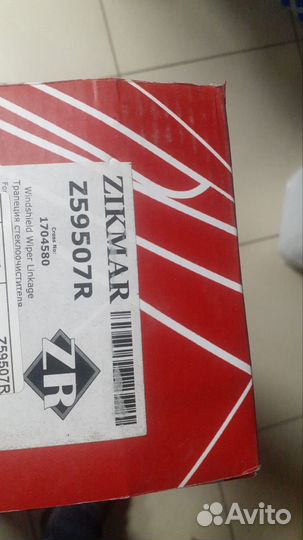 ZIKMAR
Z59507R
Cross No:
1704580
Windshield Wiper Linkage
Трапеция стеклоочистителя
For
ZR
Z59507R
Avito